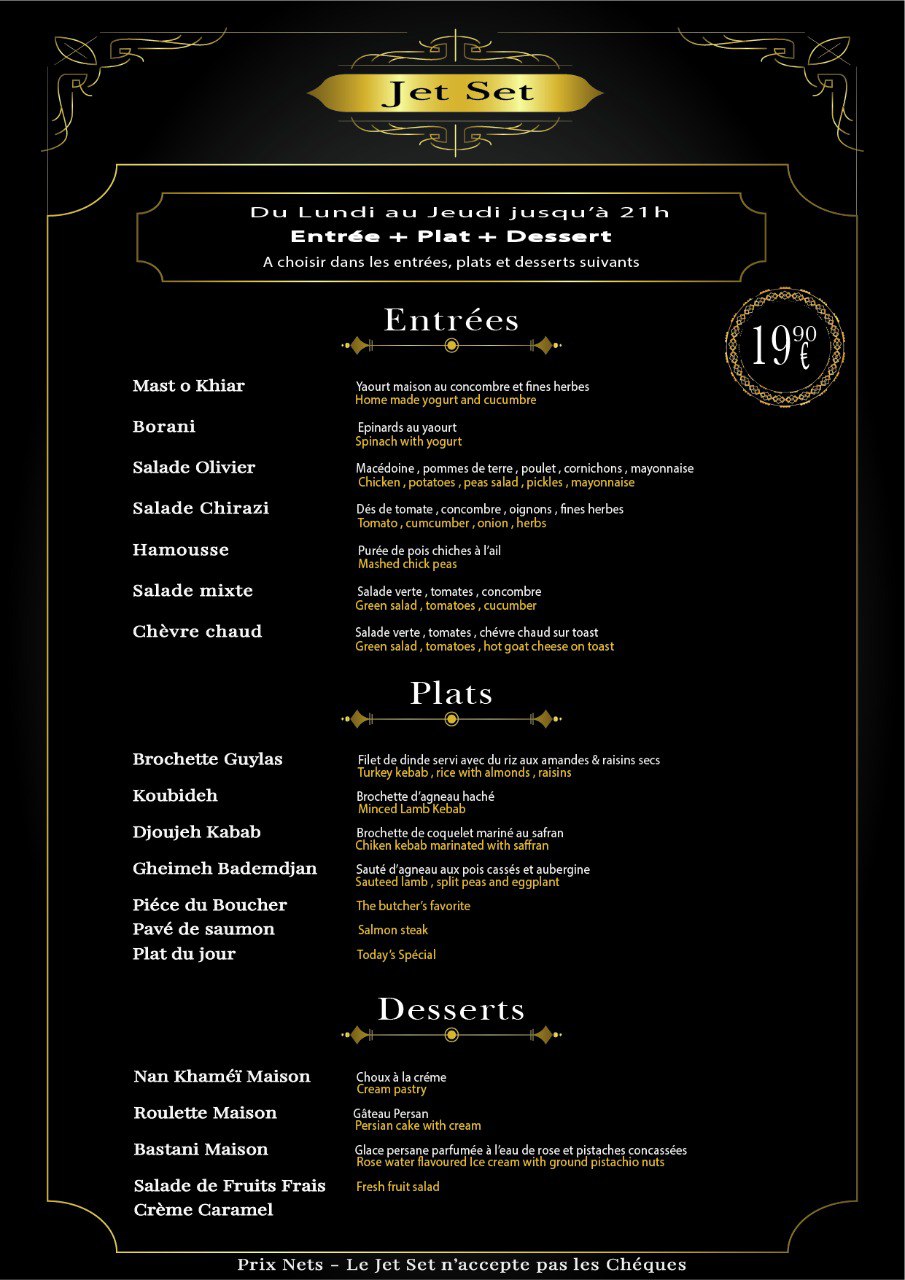 Jet Set
Du Lundi au Jeudi jusqu'à 21h
Entrée + Plat + Dessert
A choisir dans les entrées, plats et desserts suivants
19⁹⁰ €
Entrées
Mast o Khiar Yaourt maison au concombre et fines herbes
Home made yogurt and cucumbre
Borani Epinards au yaourt
Spinach with yogurt
Salade Olivier Macédoine , pommes de terre , poulet , cornichons , mayonnaise
Chicken , potatoes , peas salad , pickles , mayonnaise
Salade Chirazi Dés de tomate , concombre , oignons , fines herbes
Tomato , cumcumber , onion , herbs
Hamousse Purée de pois chiches à l'ail
Mashed chick peas
Salade mixte Salade verte , tomates , concombre
Green salad , tomatoes , cucumber
Chèvre chaud Salade verte , tomates , chévre chaud sur toast
Green salad , tomatoes , hot goat cheese on toast
Plats
Brochette Guylas Filet de dinde servi avec du riz aux amandes & raisins secs
Turkey kebab , rice with almonds , raisins
Koubideh Brochette d'agneau haché
Minced Lamb Kebab
Djoujeh Kabab Brochette de coquelet mariné au safran
Chiken kebab marinated with saffran
Gheimeh Bademdjan Sauté d'agneau aux pois cassés et aubergine
Sauteed lamb , split peas and eggplant
Piéce du Boucher The butcher's favorite
Pavé de saumon Salmon steak
Plat du jour Today's Spécial
Desserts
Nan Khaméï Maison Choux à la créme
Cream pastry
Roulette Maison Gâteau Persan
Persian cake with cream
Bastani Maison Glace persane parfumée à l'eau de rose et pistaches concassées
Rose water flavoured Ice cream with ground pistachio nuts
Salade de Fruits Frais Fresh fruit salad
Crème Caramel
Prix Nets – Le Jet Set n'accepte pas les Chéques